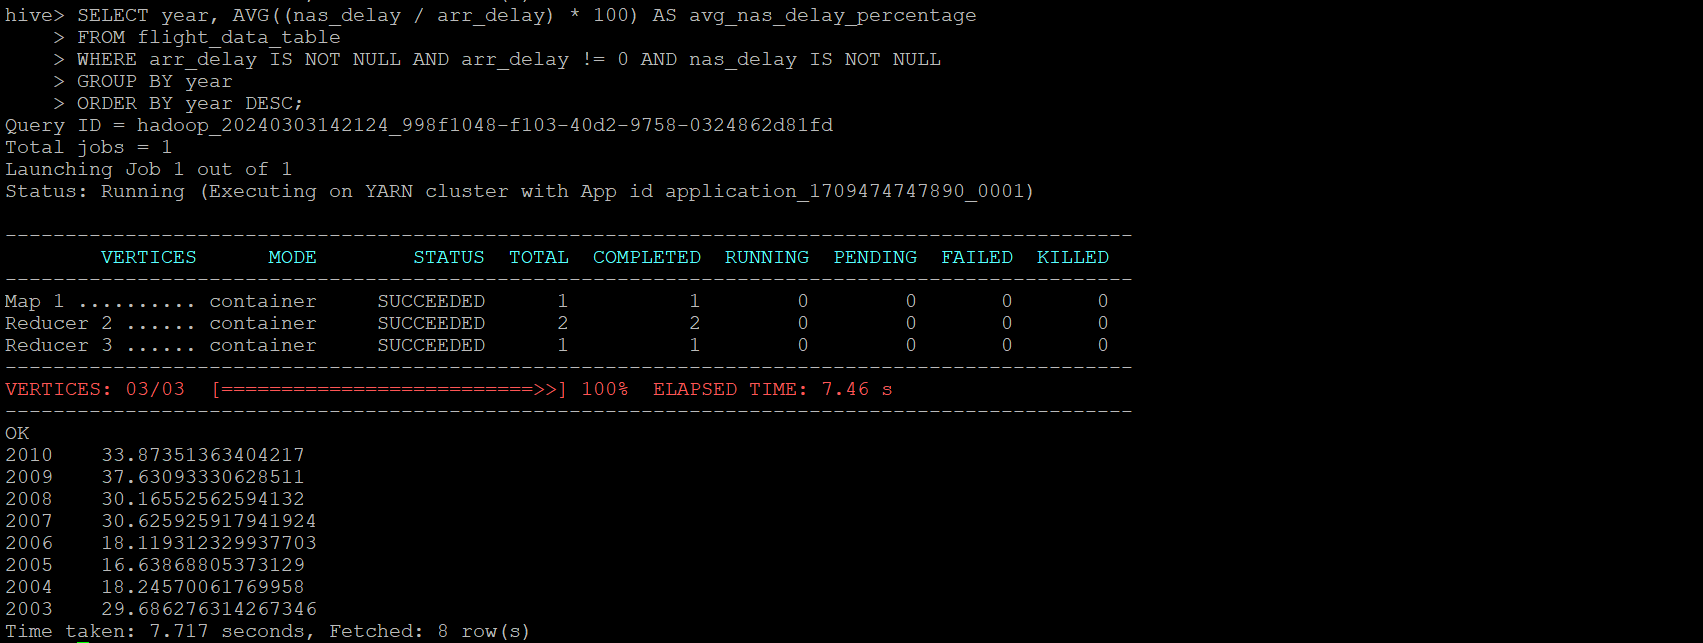 hive> SELECT year, AVG((nas_delay / arr_delay) * 100) AS avg_nas_delay_percentage
    > FROM flight_data_table
    > WHERE arr_delay IS NOT NULL AND arr_delay != 0 AND nas_delay IS NOT NULL
    > GROUP BY year
    > ORDER BY year DESC;
Query ID = hadoop_20240303142124_998f1048-f103-40d2-9758-0324862d81fd
Total jobs = 1
Launching Job 1 out of 1
Status: Running (Executing on YARN cluster with App id application_1709474747890_0001)
----------------------------------------------------------------------------------------------
        VERTICES      MODE        STATUS  TOTAL  COMPLETED  RUNNING  PENDING  FAILED  KILLED
----------------------------------------------------------------------------------------------
Map 1 .......... container     SUCCEEDED      1          1        0        0       0       0
Reducer 2 ...... container     SUCCEEDED      2          2        0        0       0       0
Reducer 3 ...... container     SUCCEEDED      1          1        0        0       0       0
----------------------------------------------------------------------------------------------
VERTICES: 03/03  [==========================>>] 100%  ELAPSED TIME: 7.46 s
----------------------------------------------------------------------------------------------
OK
2010    33.87351363404217
2009    37.63093330628511
2008    30.16552562594132
2007    30.625925917941924
2006    18.119312329937703
2005    16.63868805373129
2004    18.24570061769958
2003    29.686276314267346
Time taken: 7.717 seconds, Fetched: 8 row(s)